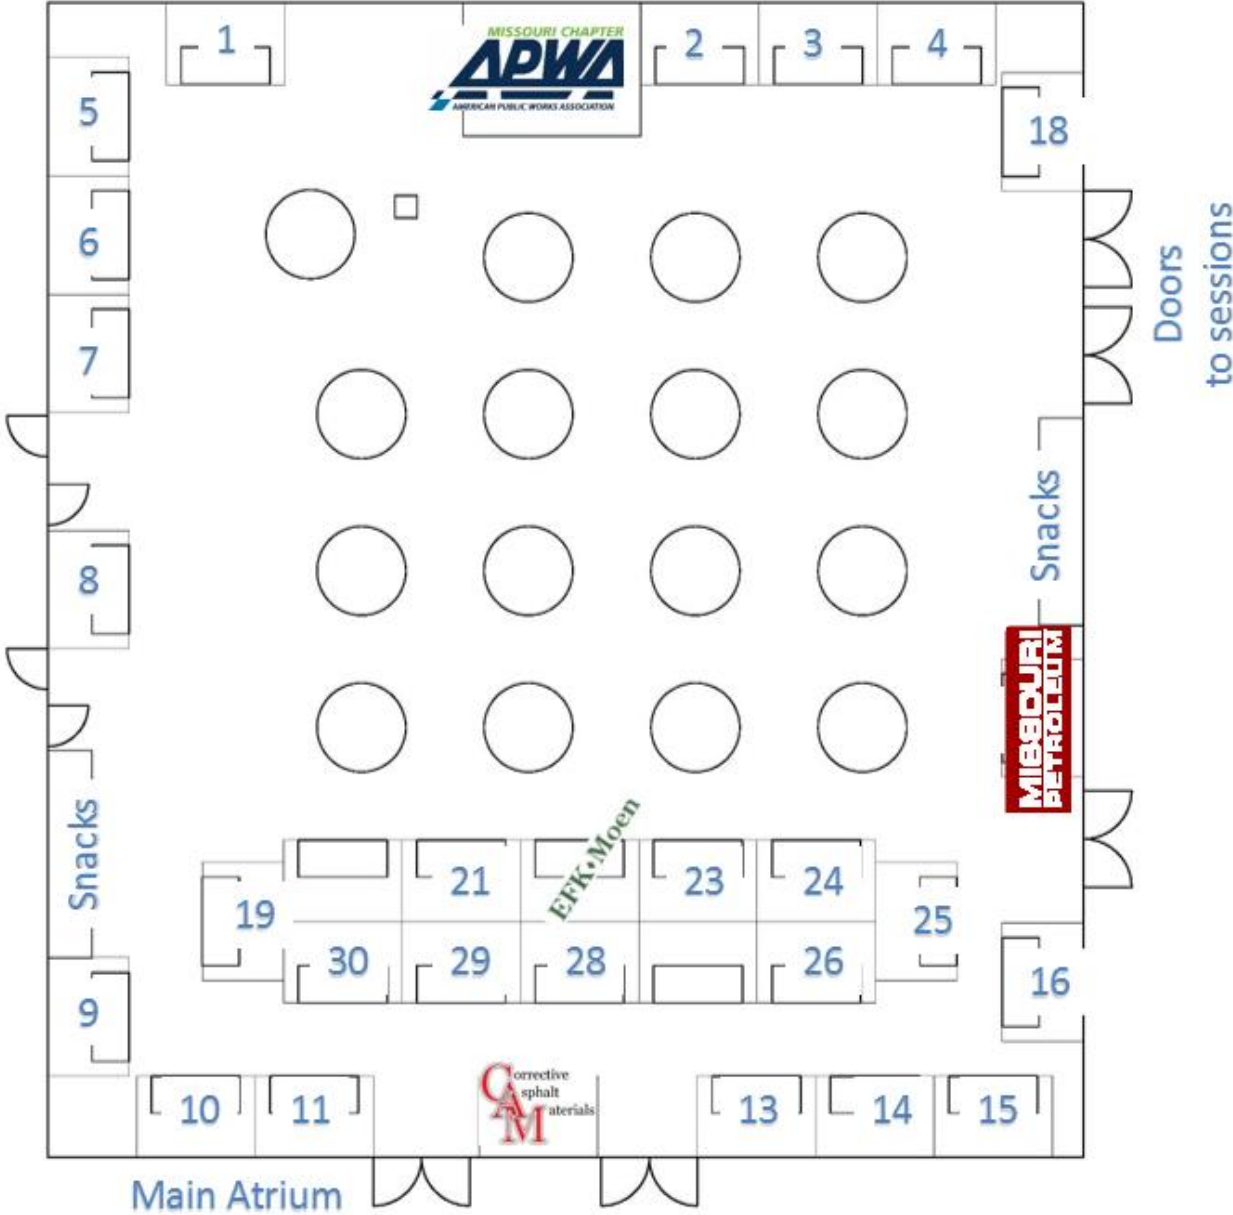 1
MISSOURI CHAPTER
APWA
AMERICAN PUBLIC WORKS ASSOCIATION
2
3
4
5
18
6
Doors
to sessions
7
Snacks
8
MISSOURI
PETROLEUM
Snacks
EFK•Moen
21
23
24
19
25
30
29
28
26
16
9
Corrective
Asphalt
Materials
10
11
13
14
15
Main Atrium